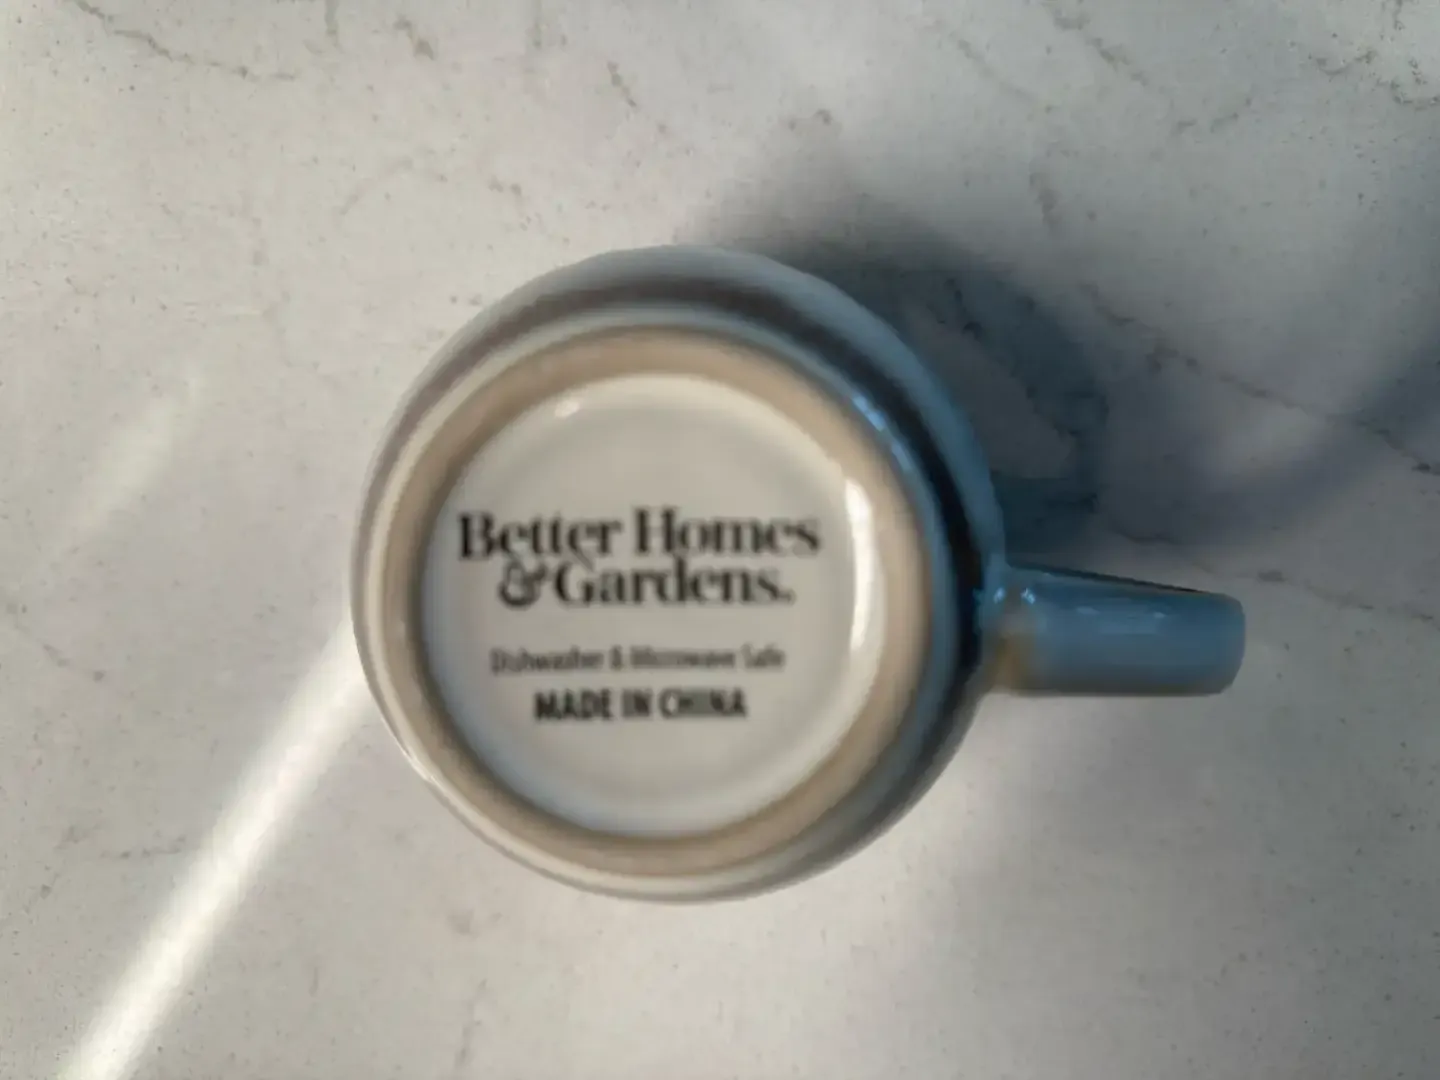 Better Homes
& Gardens.
Dishwasher & Microwave Safe
MADE IN CHINA